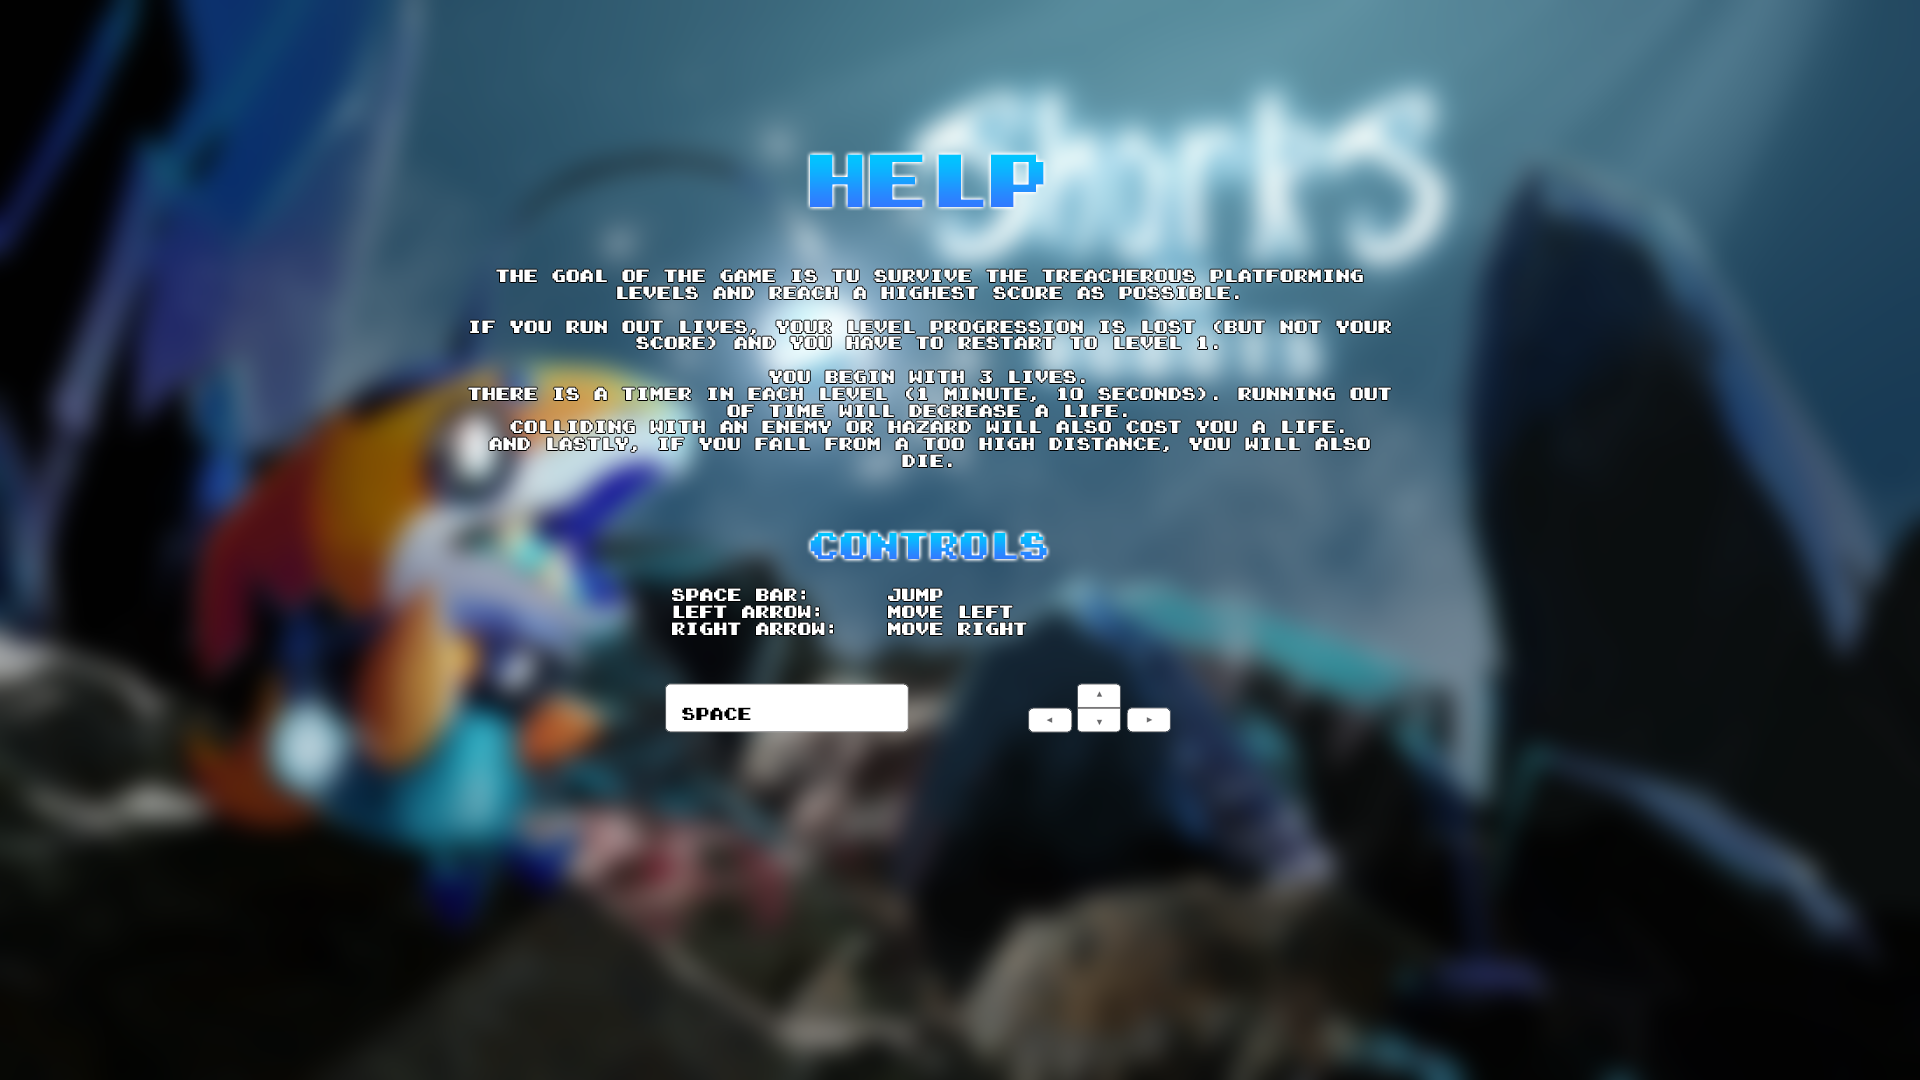 Sharks
HELP
THE GOAL OF THE GAME IS TU SURVIVE THE TREACHEROUS PLATFORMING
LEVELS AND REACH A HIGHEST SCORE AS POSSIBLE.
IF YOU RUN OUT LIVES, YOUR LEVEL PROGRESSION IS LOST (BUT NOT YOUR
SCORE) AND YOU HAVE TO RESTART TO LEVEL 1.
YOU BEGIN WITH 3 LIVES.
THERE IS A TIMER IN EACH LEVEL (1 MINUTE, 10 SECONDS). RUNNING OUT
OF TIME WILL DECREASE A LIFE.
COLLIDING WITH AN ENEMY OR HAZARD WILL ALSO COST YOU A LIFE.
AND LASTLY, IF YOU FALL FROM A TOO HIGH DISTANCE, YOU WILL ALSO
DIE.
CONTROLS
SPACE BAR: JUMP
LEFT ARROW: MOVE LEFT
RIGHT ARROW: MOVE RIGHT
SPACE